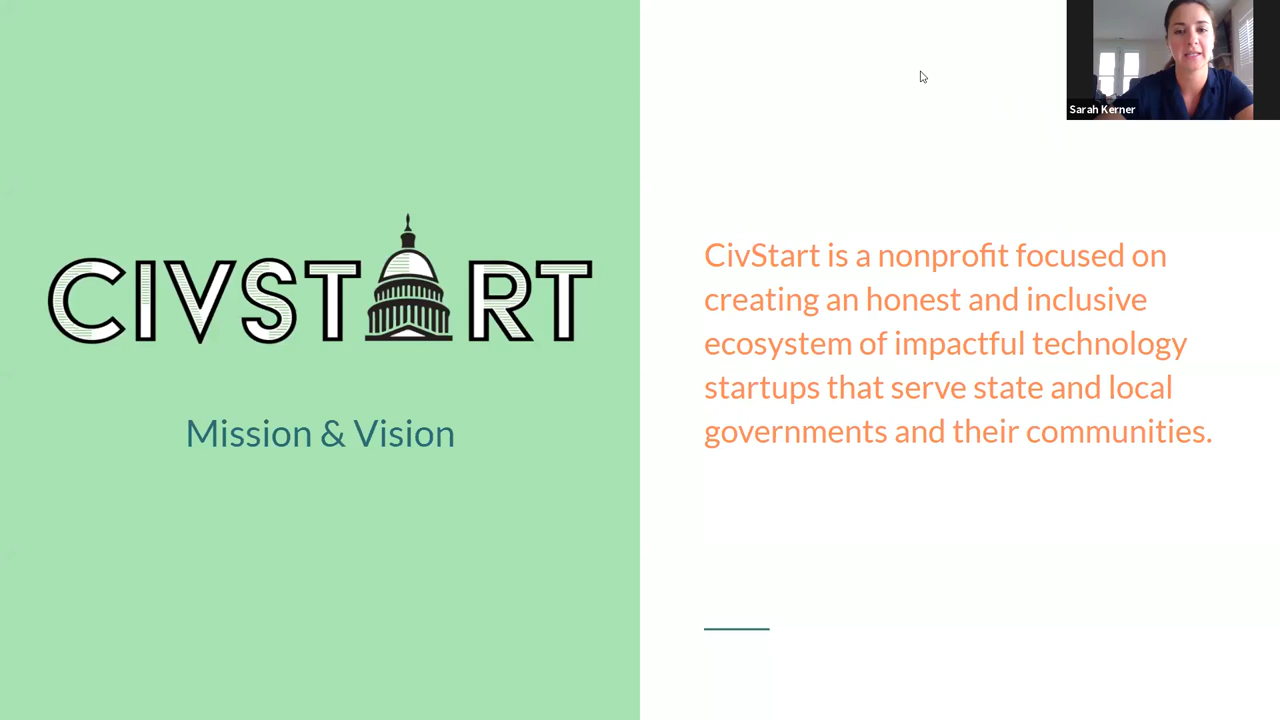 CIVSTART
Mission & Vision
CivStart is a nonprofit focused on
creating an honest and inclusive
ecosystem of impactful technology
startups that serve state and local
governments and their communities.
Sarah Kerner